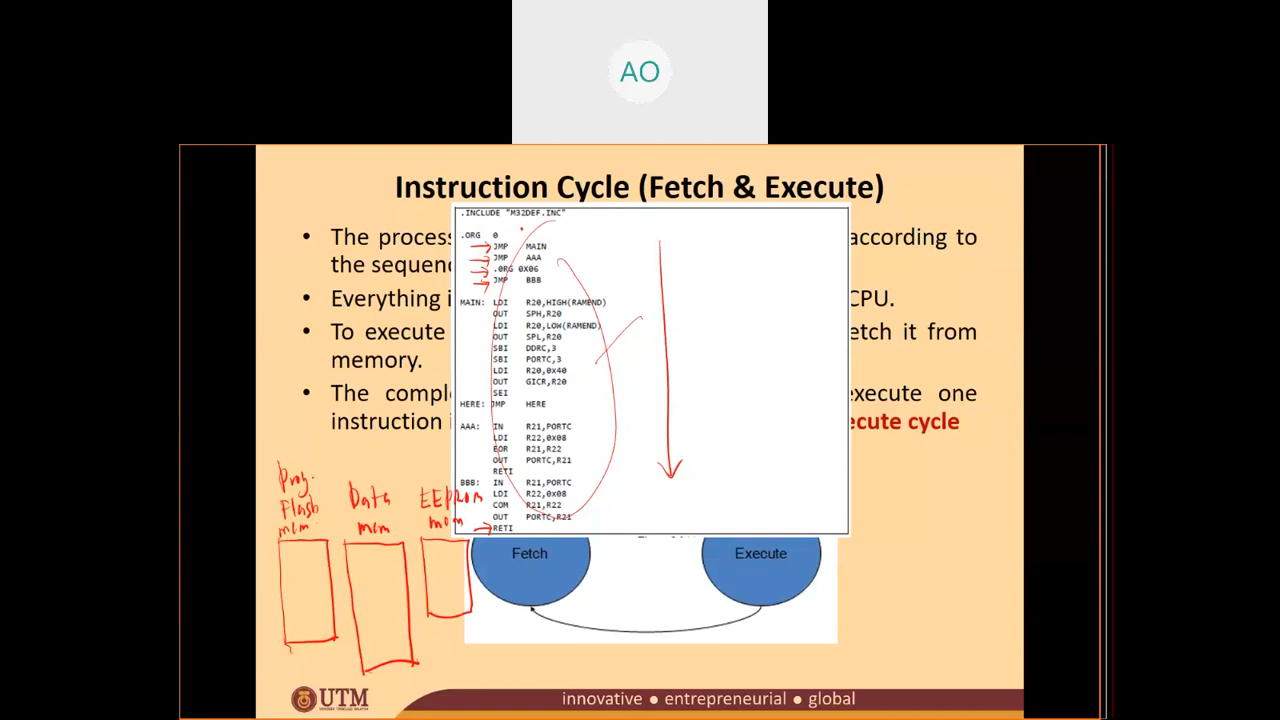 AO
Instruction Cycle (Fetch & Execute)
• The process
according to
the sequenc
• Everything i
CPU.
• To execute
etch it from
memory.
• The compl
execute one
instruction i
ecute cycle
.INCLUDE "M32DEF.INC"
.ORG 0
JMP MAIN
JMP AAA
.ORG 0X06
JMP BBB
MAIN: LDI R20,HIGH(RAMEND)
OUT SPH,R20
LDI R20,LOW(RAMEND)
OUT SPL,R20
SBI DDRC,3
SBI PORTC,3
LDI R20,0x40
OUT GICR,R20
SEI
HERE: JMP HERE
AAA: IN R21,PORTC
LDI R22,0x08
EOR R21,R22
OUT PORTC,R21
RETI
BBB: IN R21,PORTC
LDI R22,0x08
COM R21,R22
OUT PORTC,R21
RETI
Prog.
Flash
mem
Data
mem
EEPROM
mem
Fetch
Execute
UTM
innovative ● entrepreneurial ● global